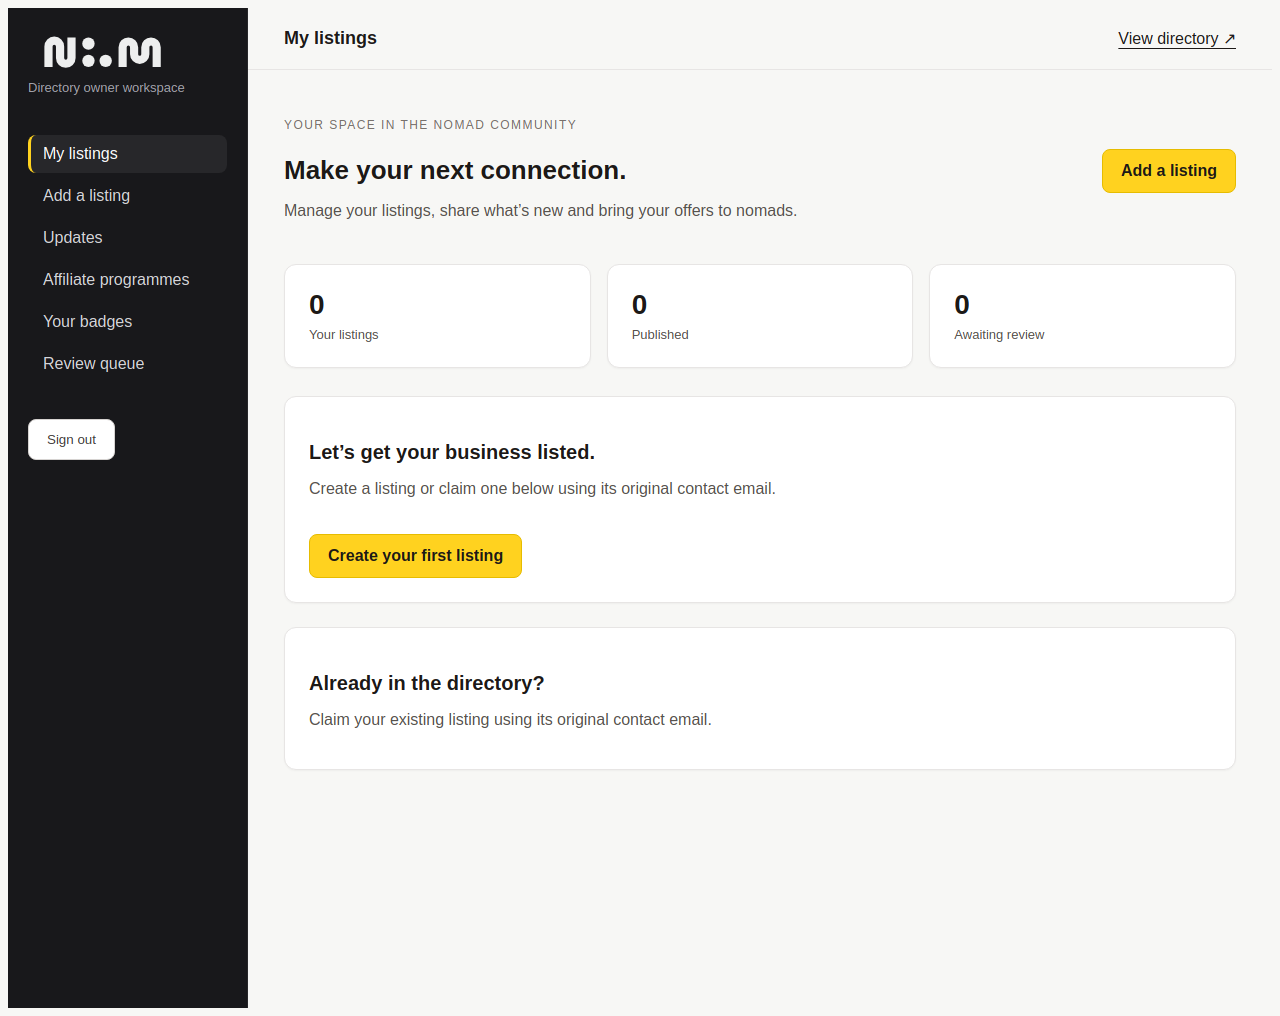 My listings
View directory ↗
Directory owner workspace
My listings
Add a listing
Updates
Affiliate programmes
Your badges
Review queue
Sign out
YOUR SPACE IN THE NOMAD COMMUNITY
Make your next connection.
Add a listing
Manage your listings, share what’s new and bring your offers to nomads.
0
Your listings
0
Published
0
Awaiting review
Let’s get your business listed.
Create a listing or claim one below using its original contact email.
Create your first listing
Already in the directory?
Claim your existing listing using its original contact email.